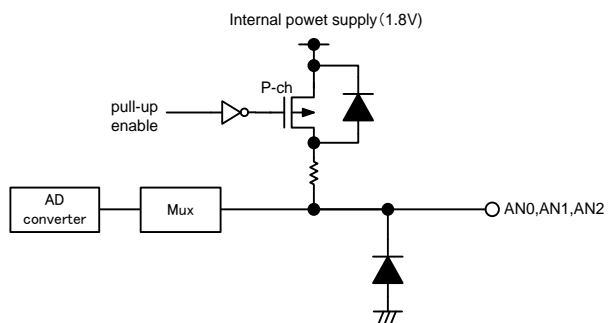 Internal powet supply(1.8V)
P-ch
pull-up
enable
AD
converter
Mux
AN0,AN1,AN2